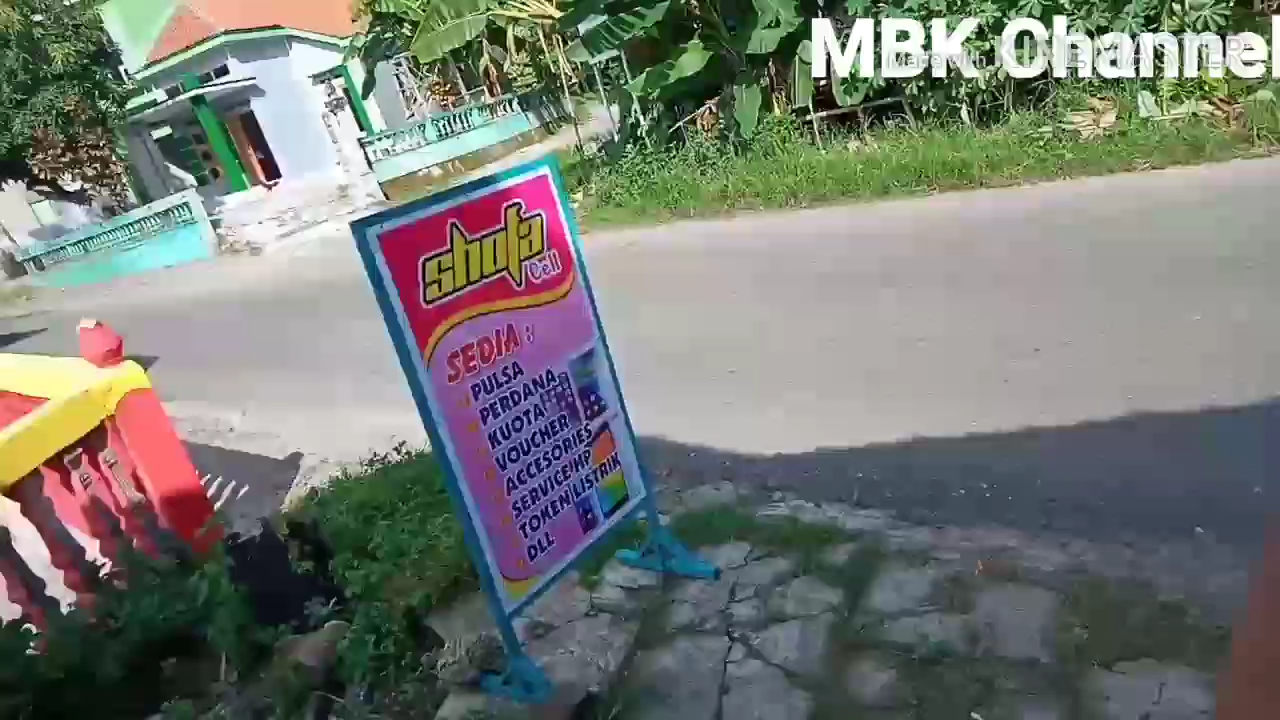 MBK Channel
shofa
Cell
SEDIA :
PULSA
PERDANA
KUOTA
VOUCHER
ACCESORIES
SERVICE HP
TOKEN LISTRIK
DLL